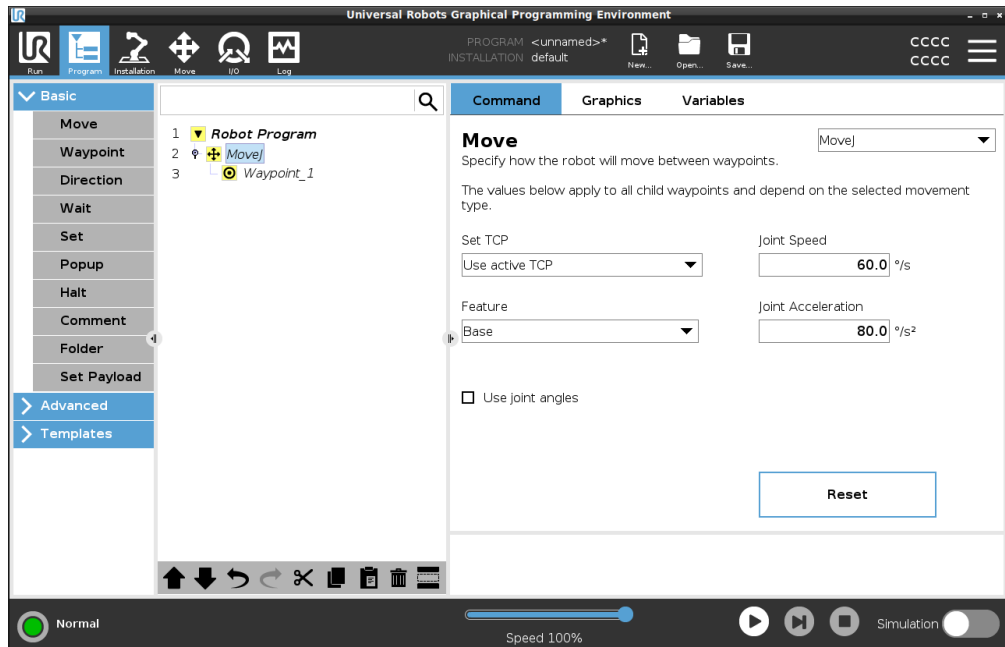 Universal Robots Graphical Programming Environment
UR
Run
Program
Installation
Move
I/O
Log
PROGRAM <unnamed>*
INSTALLATION default
New...
Open...
Save...
CCCC
CCCC
Basic
Move
Waypoint
Direction
Wait
Set
Popup
Halt
Comment
Folder
Set Payload
Advanced
Templates
1 Robot Program
2 MoveJ
3 Waypoint_1
Command Graphics Variables
Move
MoveJ
Specify how the robot will move between waypoints.
The values below apply to all child waypoints and depend on the selected movement
type.
Set TCP
Joint Speed
Use active TCP
60.0 °/s
Feature
Joint Acceleration
Base
80.0 °/s²
Use joint angles
Reset
Normal
Speed 100%
Simulation